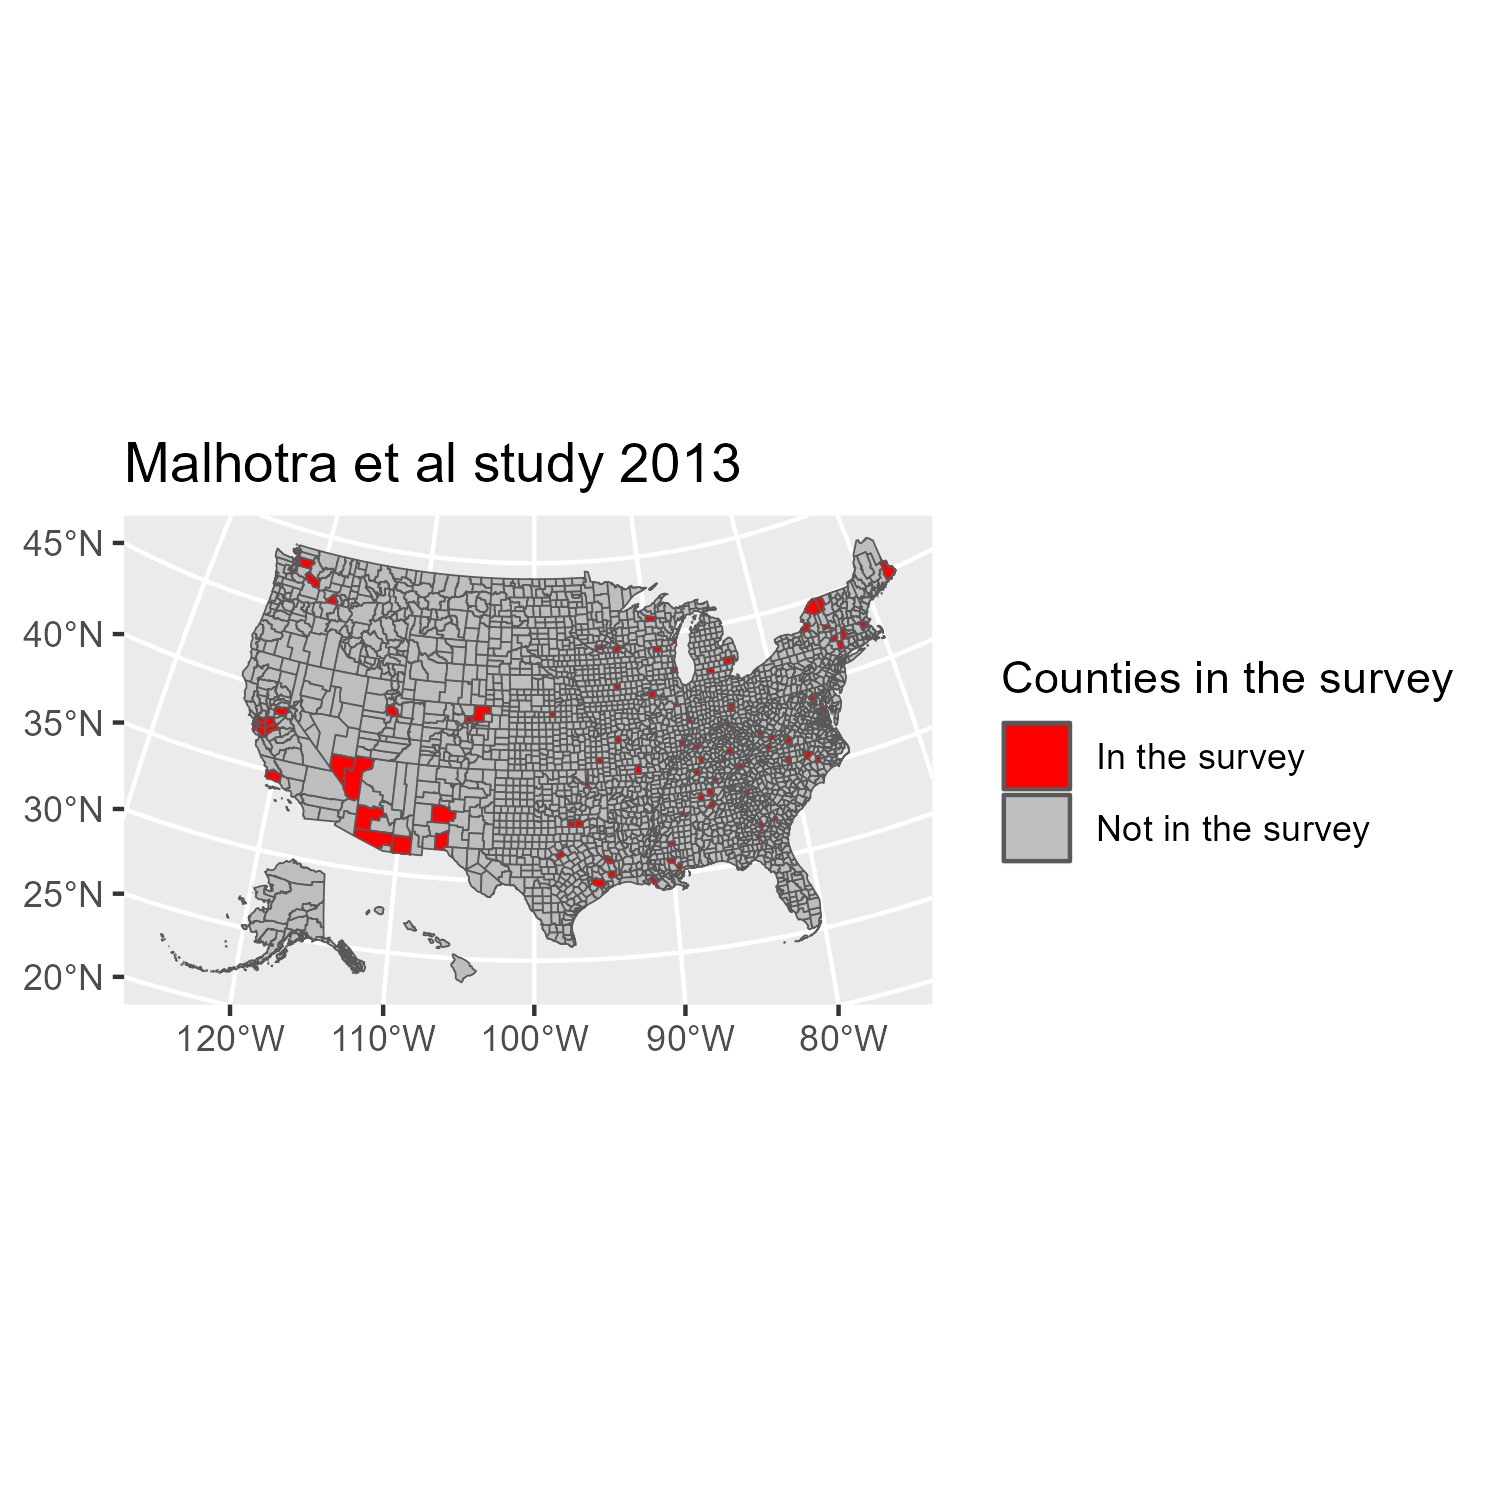 Malhotra et al study 2013
45°N
40°N
35°N
30°N
25°N
20°N
120°W 110°W 100°W 90°W 80°W
Counties in the survey
In the survey
Not in the survey